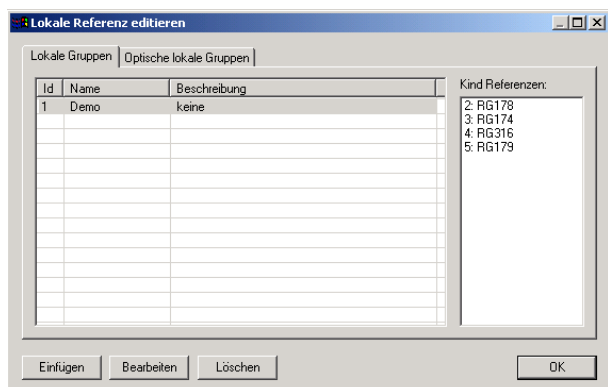 Lokale Referenz editieren
Lokale Gruppen Optische lokale Gruppen
Id Name Beschreibung
1 Demo keine
Kind Referenzen:
2: RG178
3: RG174
4: RG316
5: RG179
Einfügen Bearbeiten Löschen OK